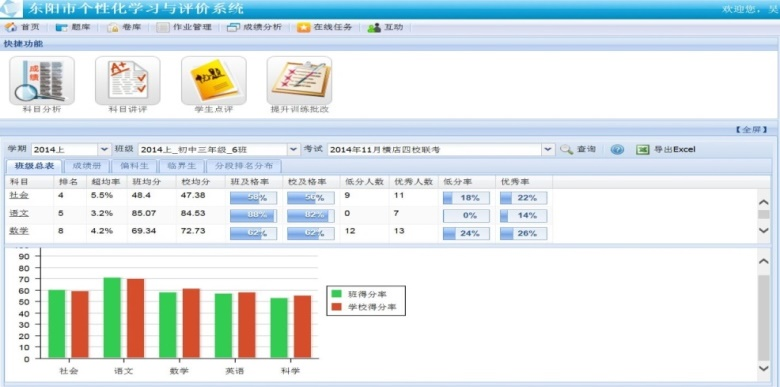 东阳市个性化学习与评价系统 欢迎您，吴
首页 题库 卷库 作业管理 成绩分析 在线任务 互动
快捷功能
成绩
科目分析 科目讲评 学生点评 提升训练批改
【全屏】
学期 2014上 班级 2014上_初中三年级_6班 考试 2014年11月横店四校联考 查询 导出Excel
班级总表 成绩册 偏科生 临界生 分段排名分布
科目 排名 超均率 班均分 校均分 班及格率 校及格率 低分人数 优秀人数 低分率 优秀率
社会 4 5.5% 48.4 47.38 9 11 18% 22%
语文 5 3.2% 85.07 84.53 88% 82% 0 7 0% 14%
数学 8 4.2% 69.34 72.73 62% 62% 12 13 24% 26%
90
80
70
60
50
40
30
20
10
0
班得分率
学校得分率
社会 语文 数学 英语 科学